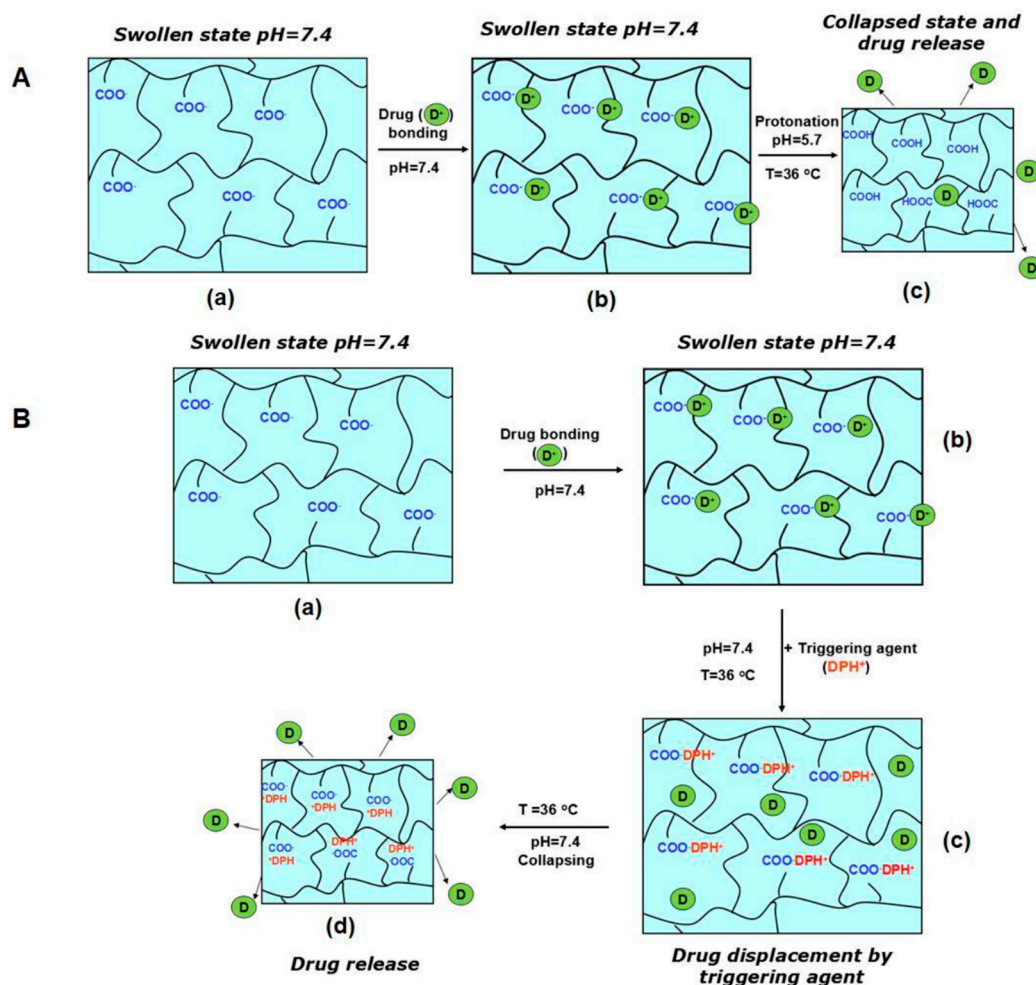 Swollen state pH=7.4
Swollen state pH=7.4
Collapsed state and
drug release
A
COO-
COO-
COO-
COO-
COO-
COO-
Drug (D+)
bonding
pH=7.4
COO- D+
COO- D+
COO- D+
COO- D+
COO- D+
COO- D+
Protonation
pH=5.7
T=36 °C
D
D
COOH
COOH
COOH
COOH
HOOC
D
HOOC
D
D
(a)
(b)
(c)
Swollen state pH=7.4
Swollen state pH=7.4
B
COO-
COO-
COO-
COO-
COO-
COO-
Drug bonding
(D+)
pH=7.4
COO- D+
COO- D+
COO- D+
COO- D+
COO- D+
COO- D+
(b)
(a)
pH=7.4
T=36 °C
+ Triggering agent
(DPH+)
D
D
D
D
D
D
COO-
+DPH
COO-
+DPH
COO-
+DPH
COO-
+DPH
DPH+
-OOC
DPH+
-OOC
T =36 °C
pH=7.4
Collapsing
COO-DPH+
COO-DPH+
COO-DPH+
D
D
D
D
D
COO-DPH+
COO-DPH+
COO-DPH+
D
(c)
(d)
Drug release
Drug displacement by
triggering agent